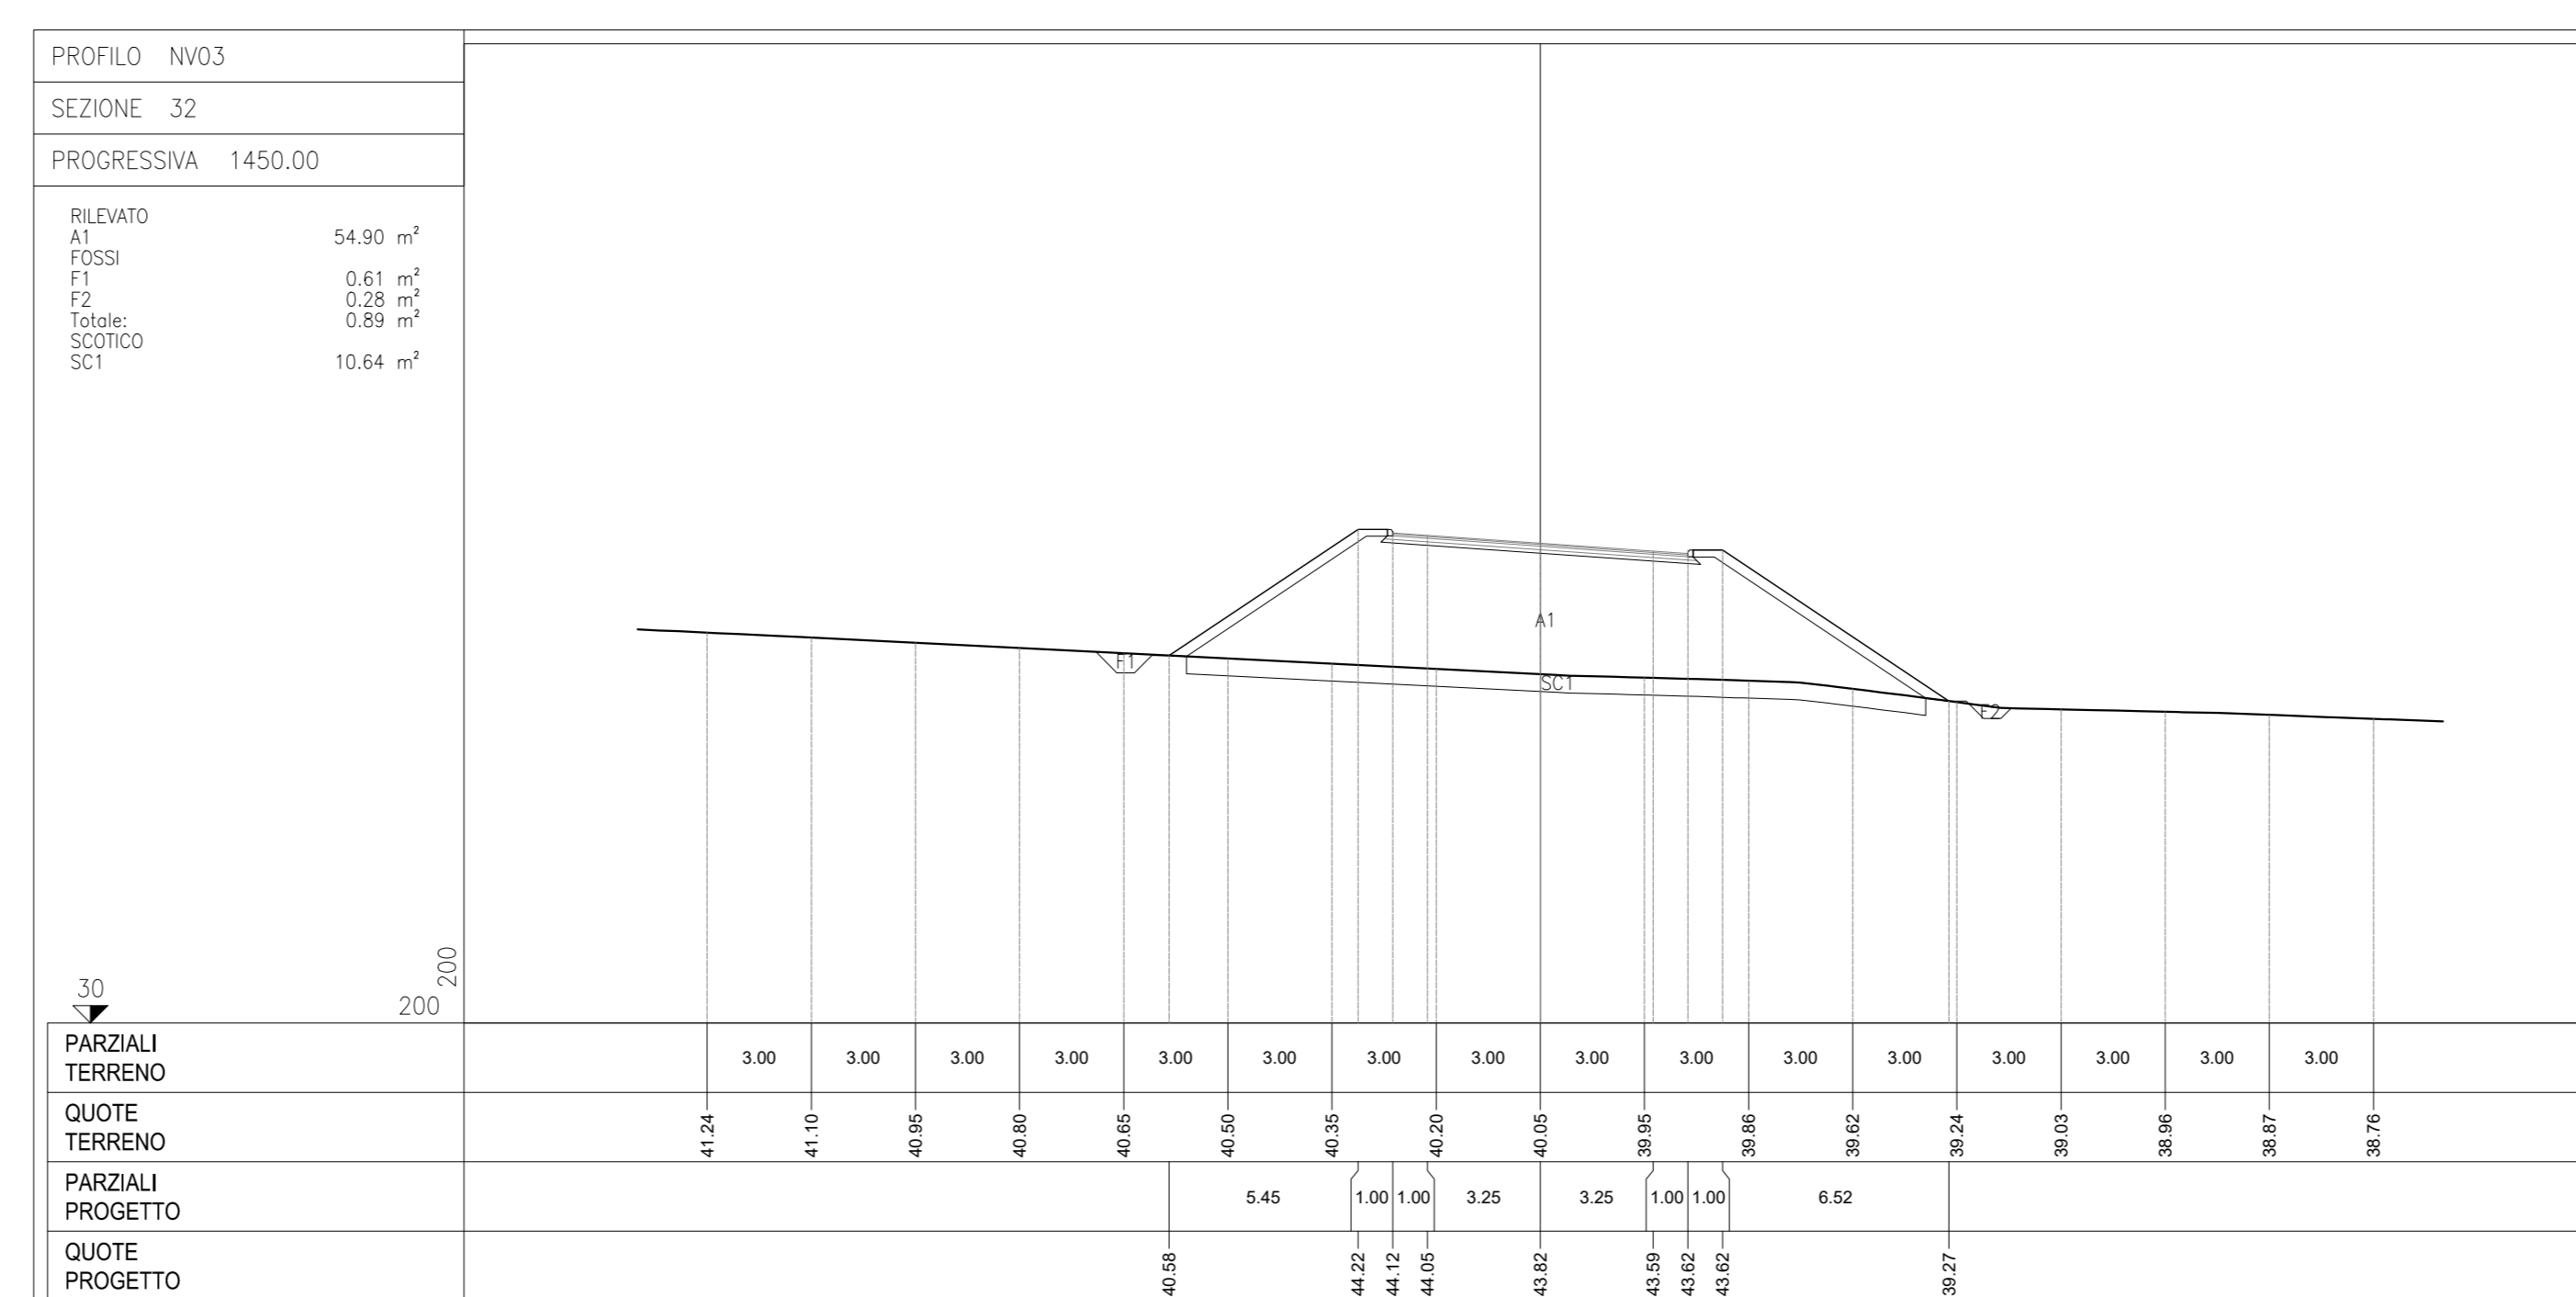 PROFILO NV03
SEZIONE 32
PROGRESSIVA 1450.00
RILEVATO
A1 54.90 m²
FOSSI
F1 0.61 m²
F2 0.28 m²
Totale: 0.89 m²
SCOTICO
SC1 10.64 m²
A1
F1
SC1
F2
200
30
200
PARZIALI
TERRENO
3.00 3.00 3.00 3.00 3.00 3.00 3.00 3.00 3.00 3.00 3.00 3.00 3.00 3.00 3.00 3.00
QUOTE
TERRENO
41.24 41.10 40.95 40.80 40.65 40.50 40.35 40.20 40.05 39.95 39.86 39.62 39.24 39.03 38.96 38.87 38.76
PARZIALI
PROGETTO
5.45 1.00 1.00 3.25 3.25 1.00 1.00 6.52
QUOTE
PROGETTO
40.58 44.22 44.12 44.05 43.82 43.59 43.62 43.62 39.27